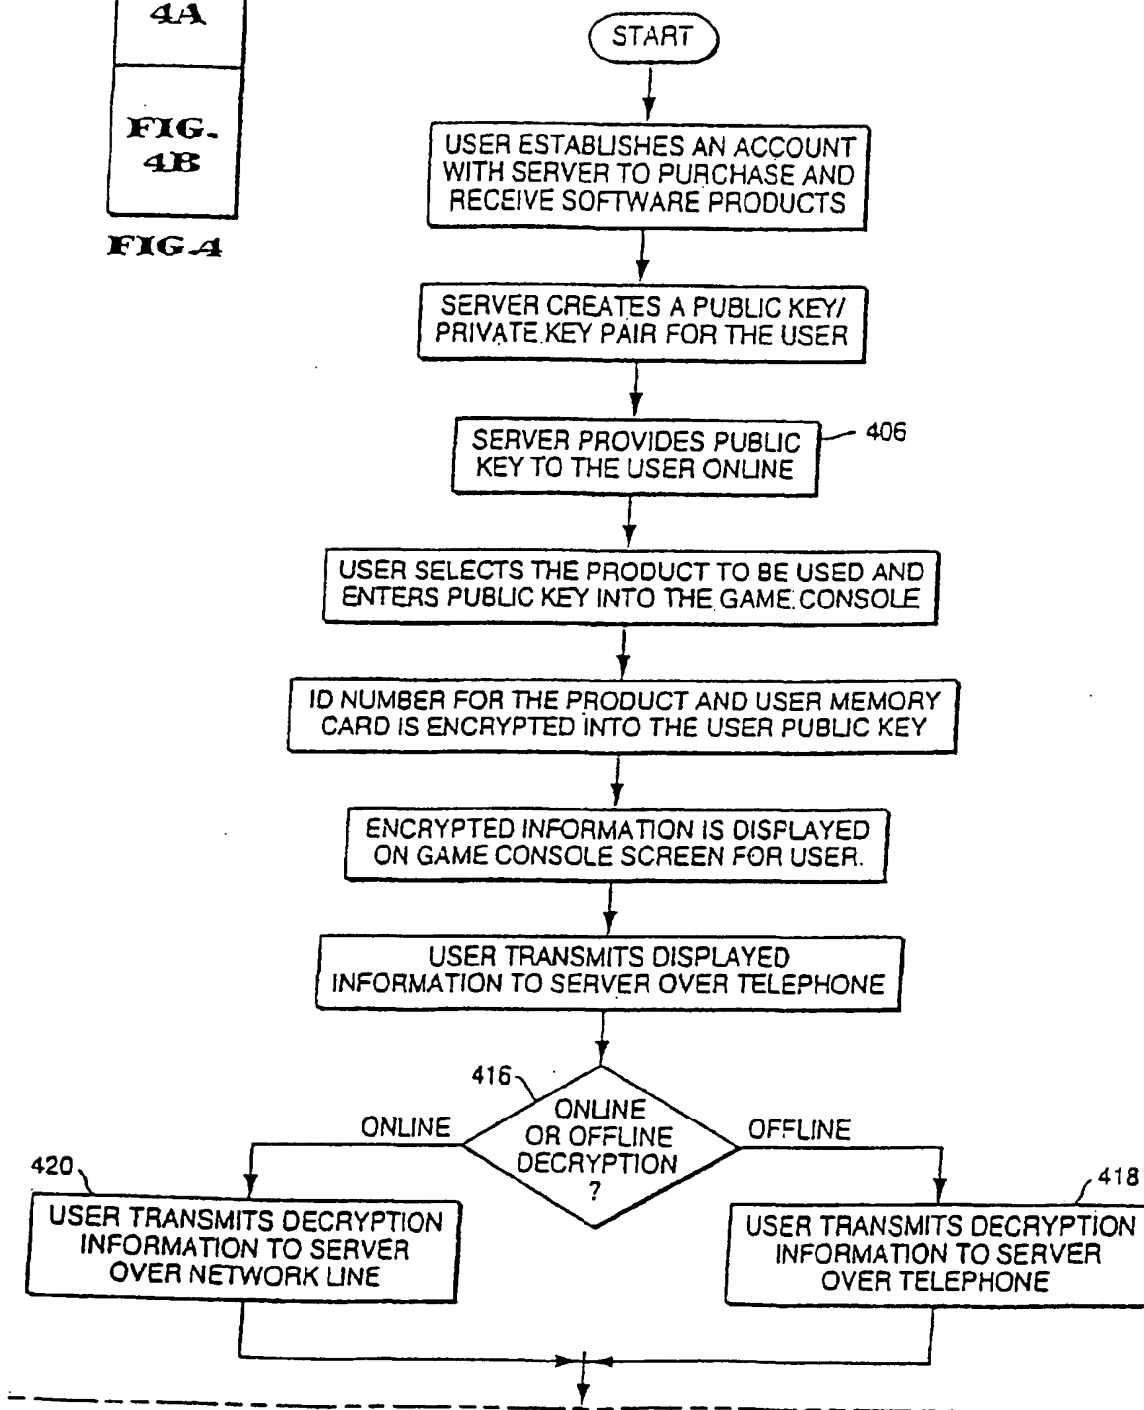 4A
FIG.
4B
FIG.4
START
USER ESTABLISHES AN ACCOUNT
WITH SERVER TO PURCHASE AND
RECEIVE SOFTWARE PRODUCTS
SERVER CREATES A PUBLIC KEY/
PRIVATE KEY PAIR FOR THE USER
406
SERVER PROVIDES PUBLIC
KEY TO THE USER ONLINE
USER SELECTS THE PRODUCT TO BE USED AND
ENTERS PUBLIC KEY INTO THE GAME CONSOLE
ID NUMBER FOR THE PRODUCT AND USER MEMORY
CARD IS ENCRYPTED INTO THE USER PUBLIC KEY
ENCRYPTED INFORMATION IS DISPLAYED
ON GAME CONSOLE SCREEN FOR USER.
USER TRANSMITS DISPLAYED
INFORMATION TO SERVER OVER TELEPHONE
416
ONLINE
OR OFFLINE
DECRYPTION
?
ONLINE
OFFLINE
420
USER TRANSMITS DECRYPTION
INFORMATION TO SERVER
OVER NETWORK LINE
418
USER TRANSMITS DECRYPTION
INFORMATION TO SERVER
OVER TELEPHONE